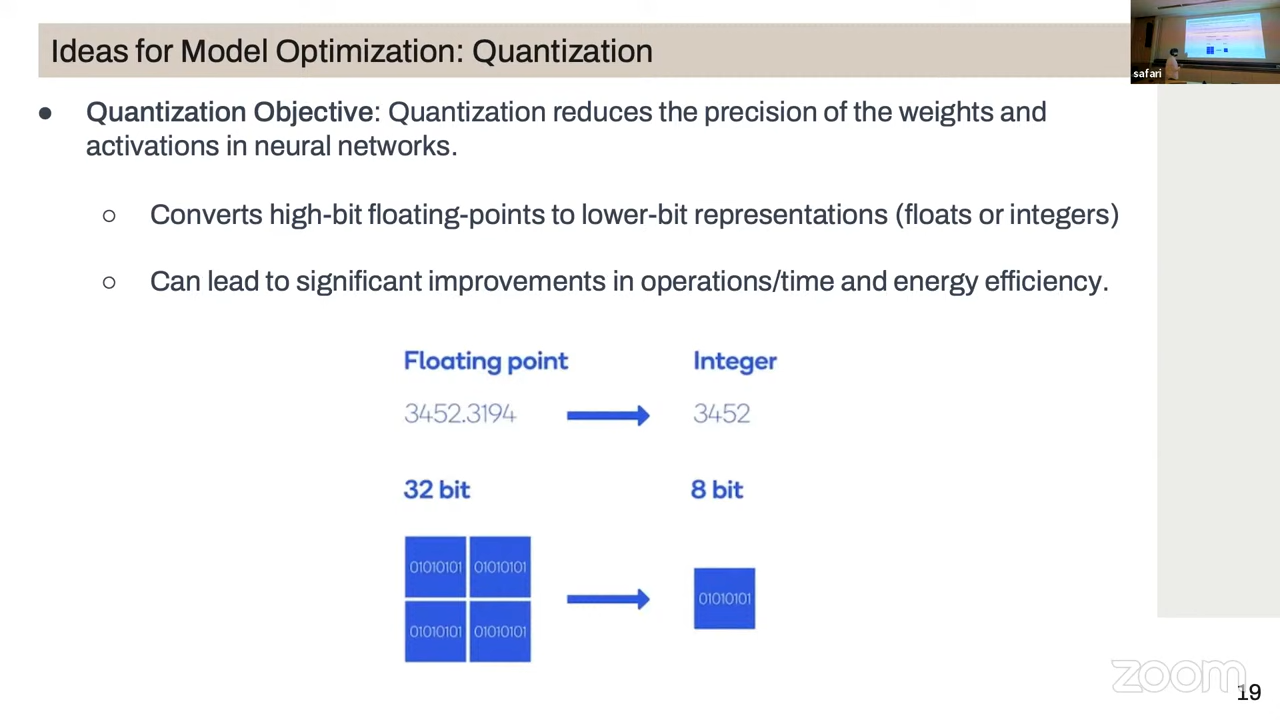 Ideas for Model Optimization: Quantization
safari
● Quantization Objective: Quantization reduces the precision of the weights and
activations in neural networks.
○ Converts high-bit floating-points to lower-bit representations (floats or integers)
○ Can lead to significant improvements in operations/time and energy efficiency.
Floating point Integer
3452.3194 3452
32 bit 8 bit
01010101 01010101
01010101
01010101 01010101
zoom
19